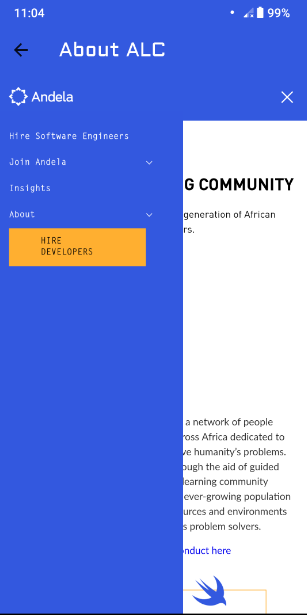 11:04
99%
About ALC
Andela
Hire Software Engineers
Join Andela
Insights
About
HIRE
DEVELOPERS
G COMMUNITY
generation of African
rs.
a network of people
ross Africa dedicated to
ve humanity's problems.
ough the aid of guided
learning community
ever-growing population
urces and environments
s problem solvers.
onduct here